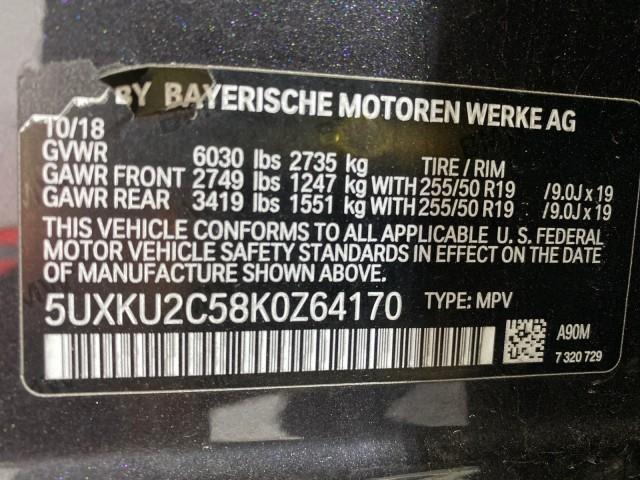 BY BAYERISCHE MOTOREN WERKE AG
10/18
GVWR 6030 lbs 2735 kg TIRE / RIM
GAWR FRONT 2749 lbs 1247 kg WITH 255/50 R19 /9.0J x 19
GAWR REAR 3419 lbs 1551 kg WITH 255/50 R19 /9.0J x 19
THIS VEHICLE CONFORMS TO ALL APPLICABLE U. S. FEDERAL
MOTOR VEHICLE SAFETY STANDARDS IN EFFECT ON THE DATE
OF MANUFACTURE SHOWN ABOVE.
5UXKU2C58K0Z64170 TYPE: MPV
A90M
7 320 729